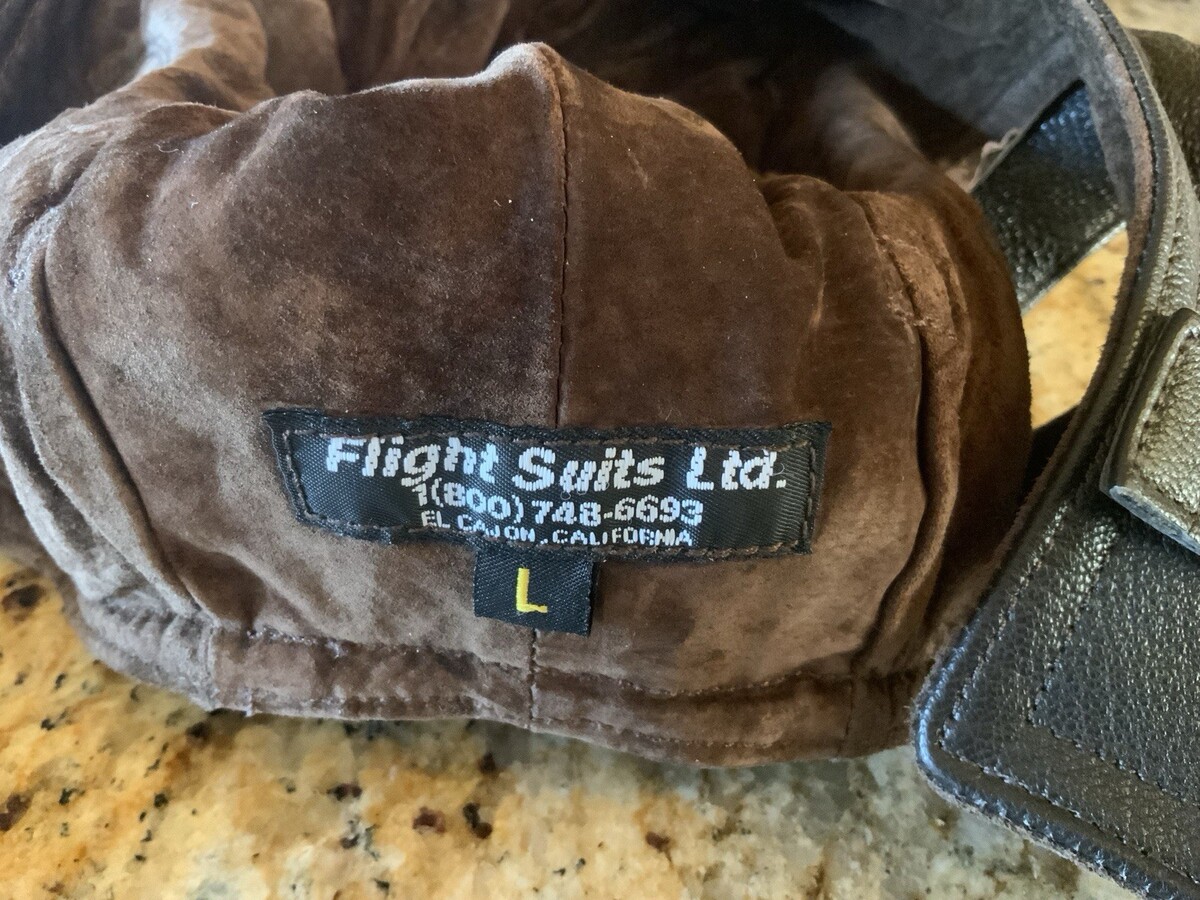 Flight Suits Ltd.
1(800)748-6693
EL CAJON, CALIFORNIA
L